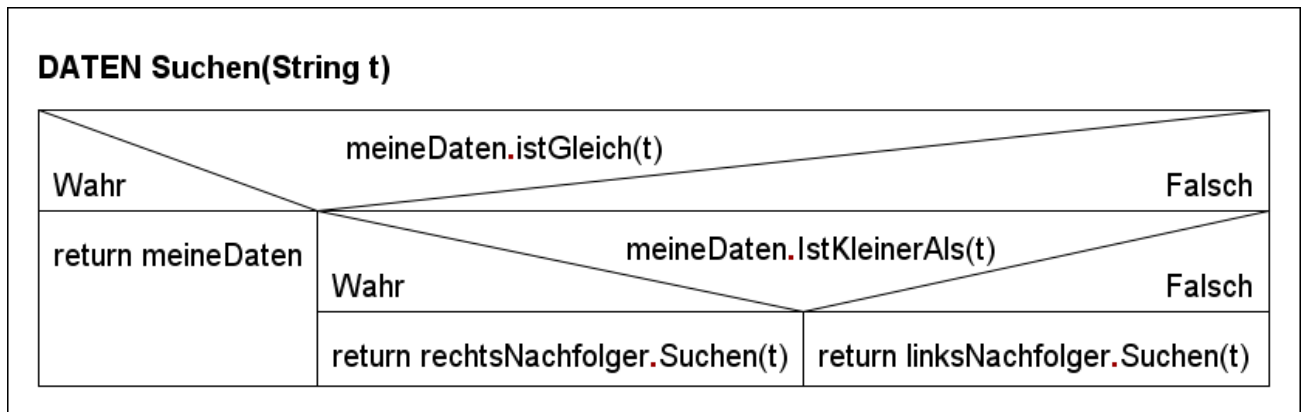 DATEN Suchen(String t)
meineDaten.istGleich(t)
Wahr
Falsch
return meineDaten
meineDaten.IstKleinerAls(t)
Wahr
Falsch
return rechtsNachfolger.Suchen(t)
return linksNachfolger.Suchen(t)